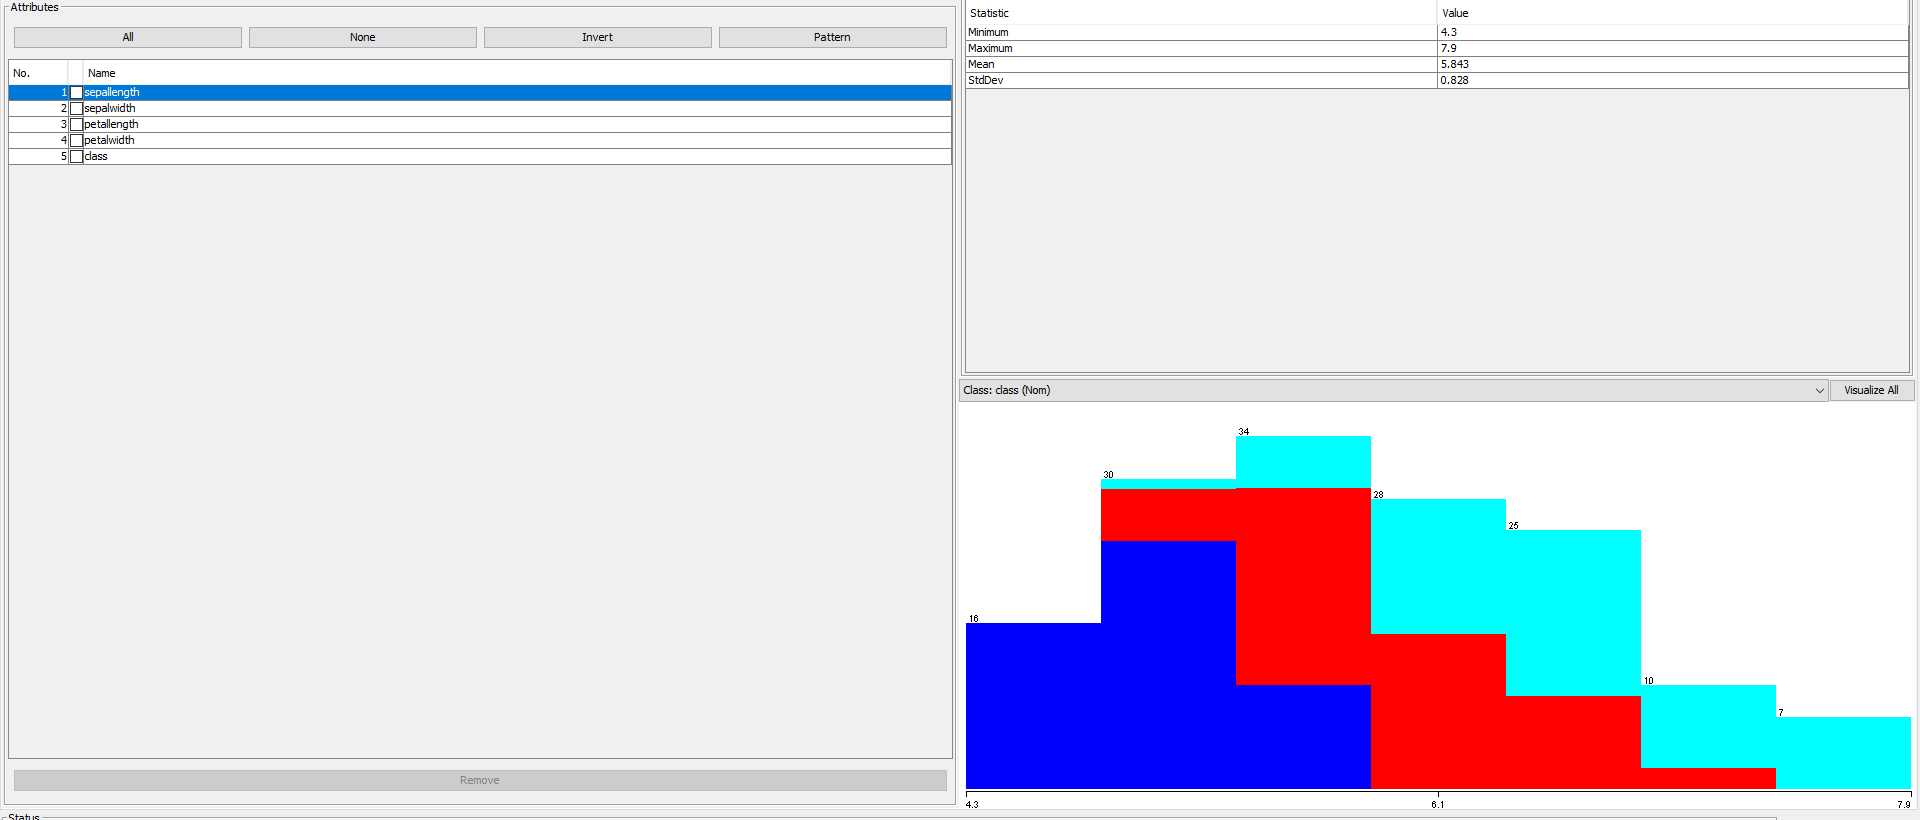 Attributes
All None Invert Pattern
No. Name
1 sepallength
2 sepalwidth
3 petallength
4 petalwidth
5 class
Remove
Status
Statistic Value
Minimum 4.3
Maximum 7.9
Mean 5.843
StdDev 0.828
Class: class (Nom) Visualize All
34
30
28
25
16
10
7
4.3 6.1 7.9